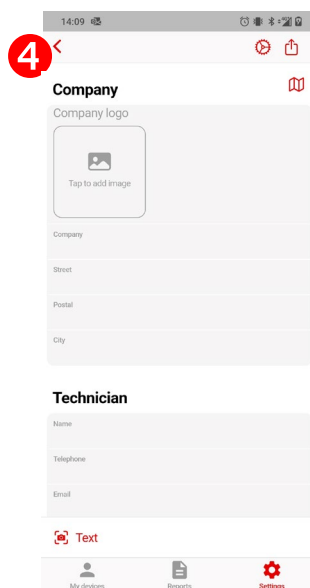 14:09
4
Company
Company logo
Tap to add image
Company
Street
Postal
City
Technician
Name
Telephone
Email
Text
My devices
Reports
Settings